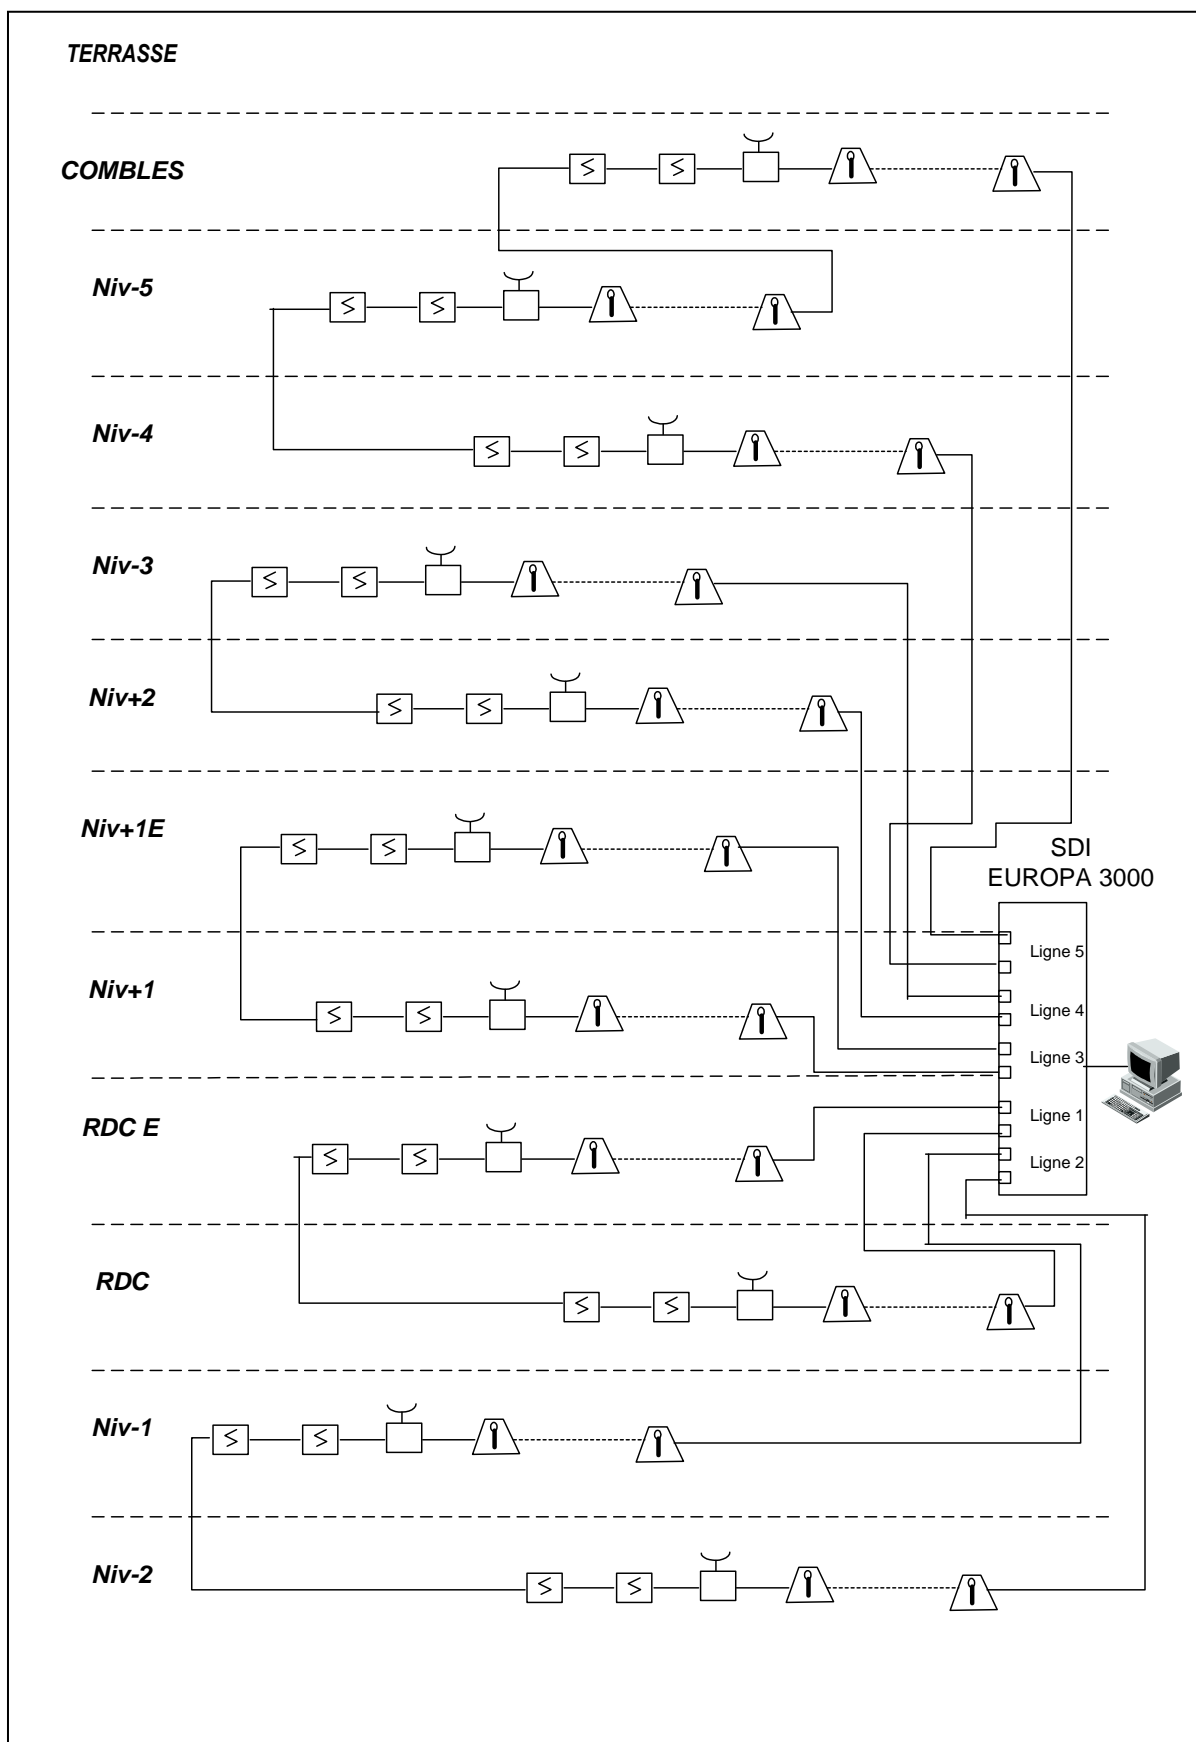 TERRASSE
COMBLES
Niv-5
Niv-4
Niv-3
Niv+2
Niv+1E
SDI
EUROPA 3000
Ligne 5
Niv+1
Ligne 4
Ligne 3
RDC E
Ligne 1
Ligne 2
RDC
Niv-1
Niv-2